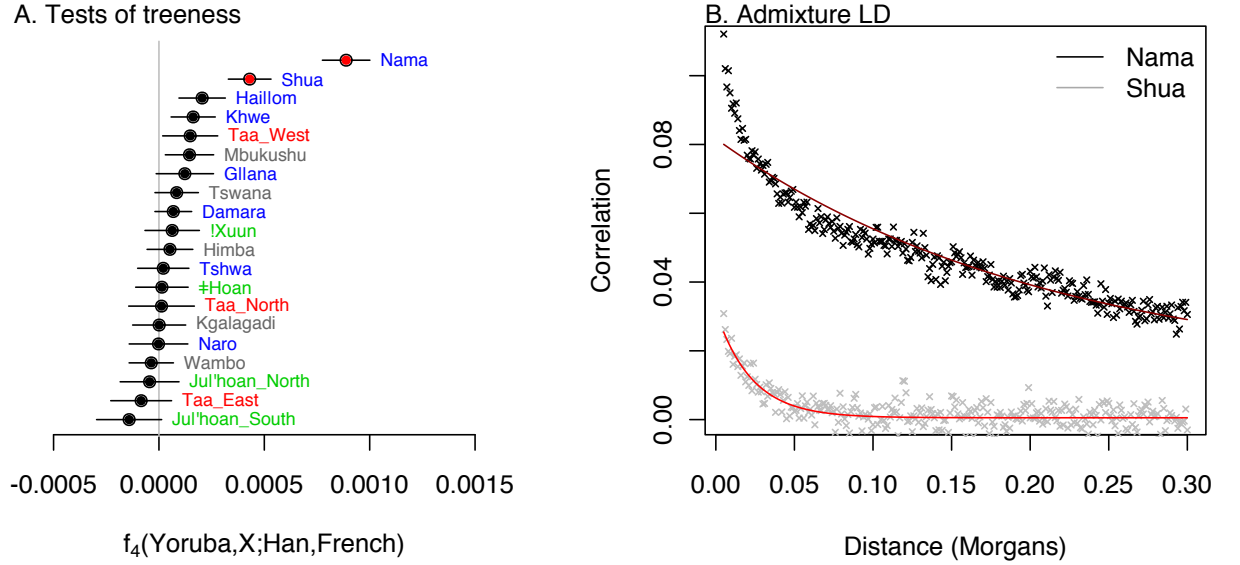 A. Tests of treeness
Nama
Shua
Haillom
Khwe
Taa_West
Mbukushu
Gllana
Tswana
Damara
!Xuun
Himba
Tshwa
ǂHoan
Taa_North
Kgalagadi
Naro
Wambo
Jul'hoan_North
Taa_East
Jul'hoan_South
-0.0005 0.0000 0.0005 0.0010 0.0015
f4(Yoruba,X;Han,French)
B. Admixture LD
Nama
Shua
Correlation
0.08
0.04
0.00
0.00 0.05 0.10 0.15 0.20 0.25 0.30
Distance (Morgans)